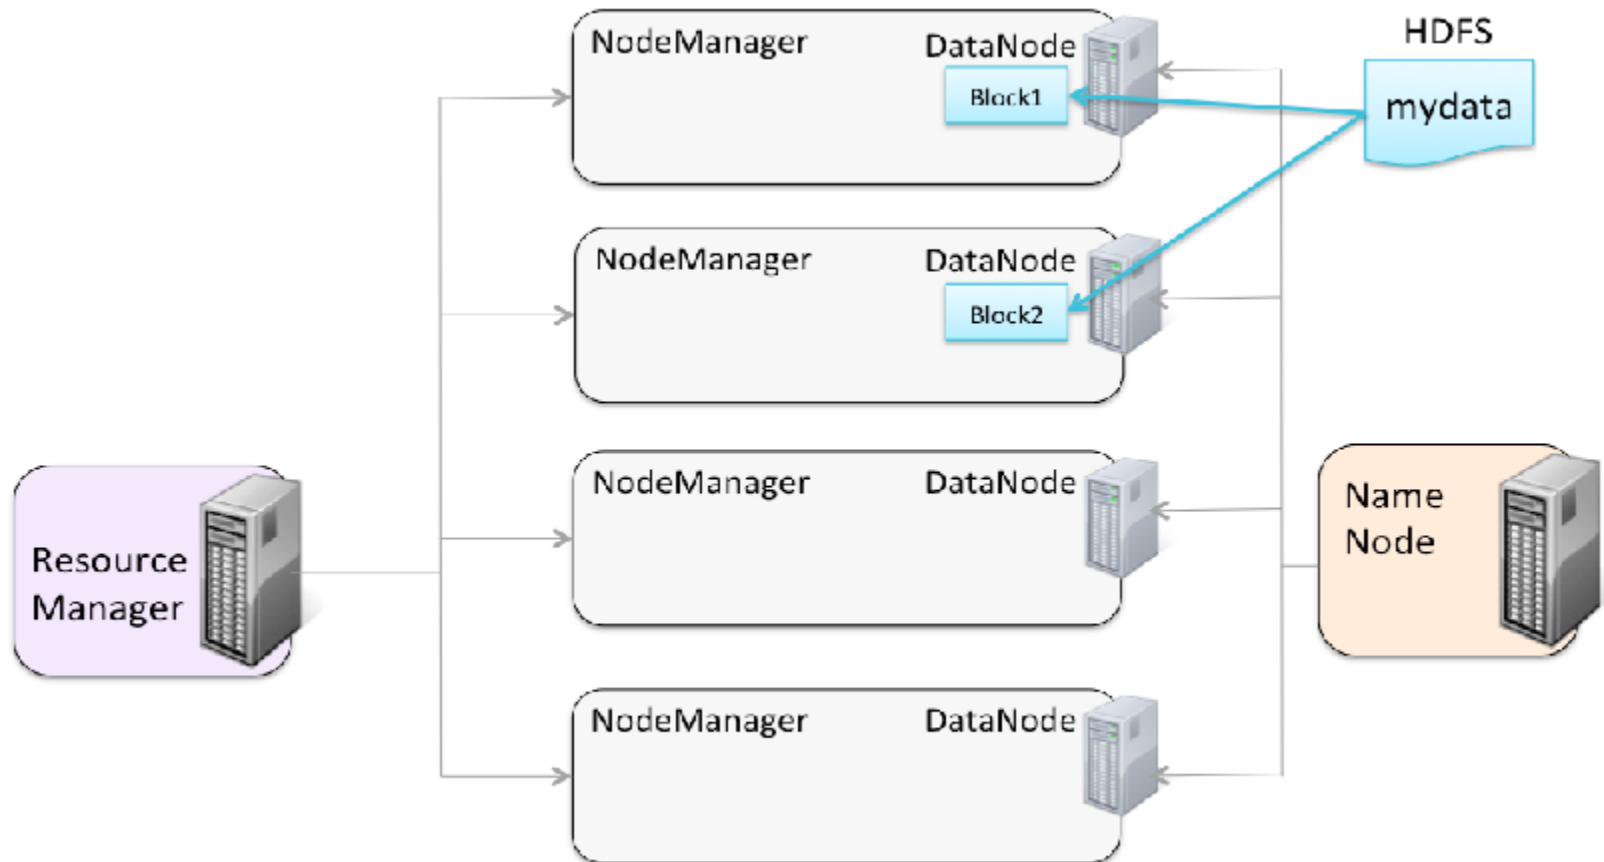 NodeManager
DataNode
Block1
HDFS
mydata
NodeManager
DataNode
Block2
NodeManager
DataNode
Resource
Manager
Name
Node
NodeManager
DataNode